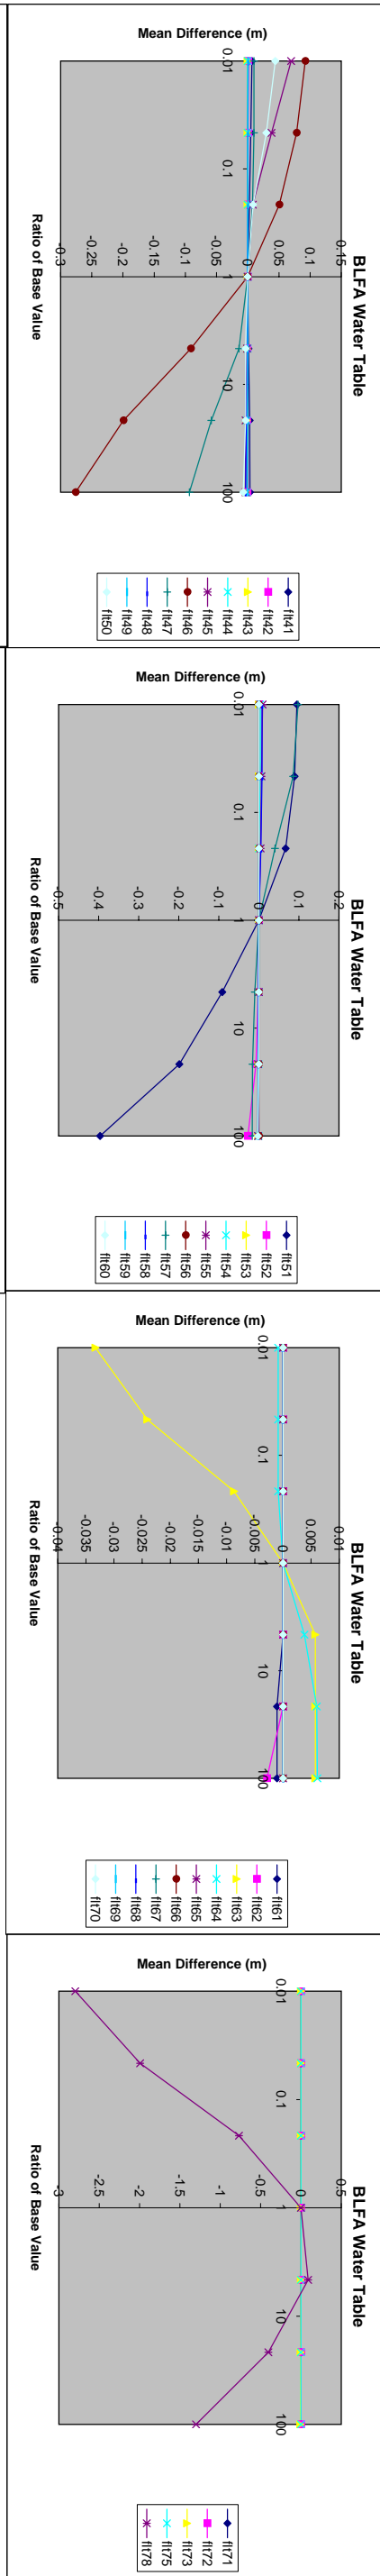 BLFA Water Table
0.15
0.1
0.05
0
-0.05
-0.1
-0.15
-0.2
-0.25
-0.3
0.01 0.1 1 10 100
Mean Difference (m)
Ratio of Base Value
flt41
flt42
flt43
flt44
flt45
flt46
flt47
flt48
flt49
flt50
BLFA Water Table
0.2
0.1
0
-0.1
-0.2
-0.3
-0.4
-0.5
0.01 0.1 1 10 100
Mean Difference (m)
Ratio of Base Value
flt51
flt52
flt53
flt54
flt55
flt56
flt57
flt58
flt59
flt60
BLFA Water Table
0.01
0.005
0
-0.005
-0.01
-0.015
-0.02
-0.025
-0.03
-0.035
-0.04
0.01 0.1 1 10 100
Mean Difference (m)
Ratio of Base Value
flt61
flt62
flt63
flt64
flt65
flt66
flt67
flt68
flt69
flt70
BLFA Water Table
0.5
0
-0.5
-1
-1.5
-2
-2.5
-3
0.01 0.1 1 10 100
Mean Difference (m)
Ratio of Base Value
flt71
flt72
flt73
flt75
flt78